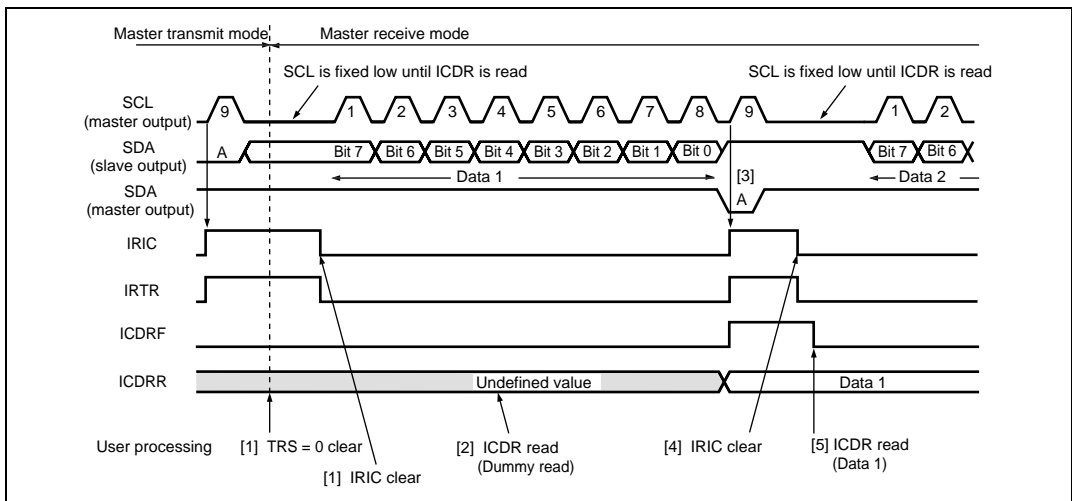 Master transmit mode Master receive mode
SCL is fixed low until ICDR is read SCL is fixed low until ICDR is read
SCL
(master output)
9 1 2 3 4 5 6 7 8 9 1 2
SDA
(slave output)
A Bit 7 Bit 6 Bit 5 Bit 4 Bit 3 Bit 2 Bit 1 Bit 0 Bit 7 Bit 6
Data 1 [3] Data 2
SDA
(master output)
A
IRIC
IRTR
ICDRF
ICDRR Undefined value Data 1
User processing [1] TRS = 0 clear [2] ICDR read
(Dummy read) [4] IRIC clear [5] ICDR read
(Data 1)
[1] IRIC clear